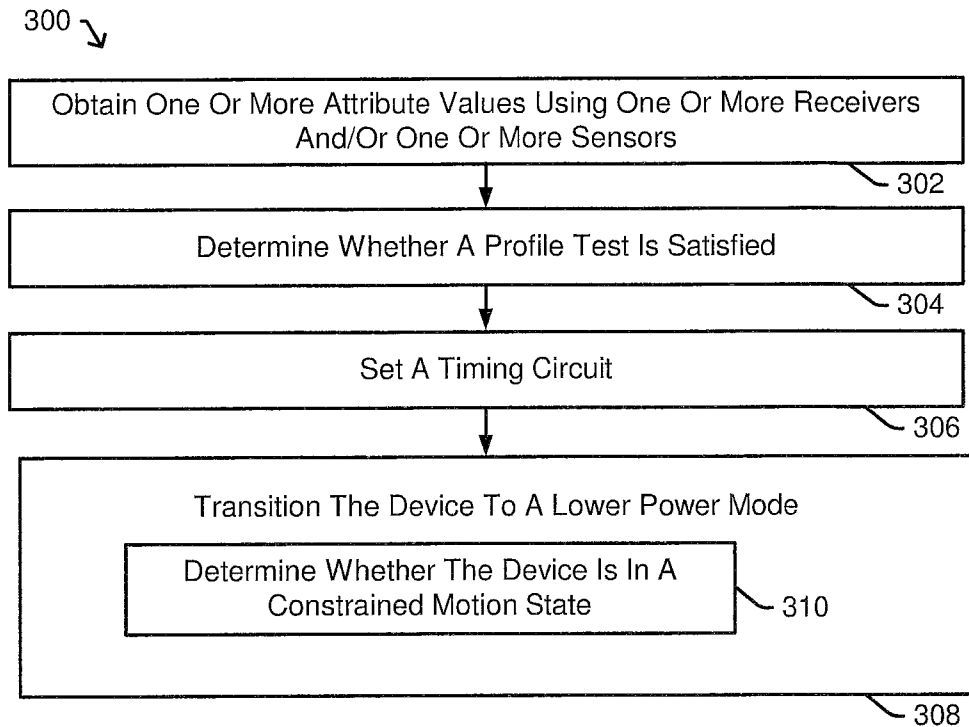 300
Obtain One Or More Attribute Values Using One Or More Receivers
And/Or One Or More Sensors
302
Determine Whether A Profile Test Is Satisfied
304
Set A Timing Circuit
306
Transition The Device To A Lower Power Mode
Determine Whether The Device Is In A
Constrained Motion State
310
308